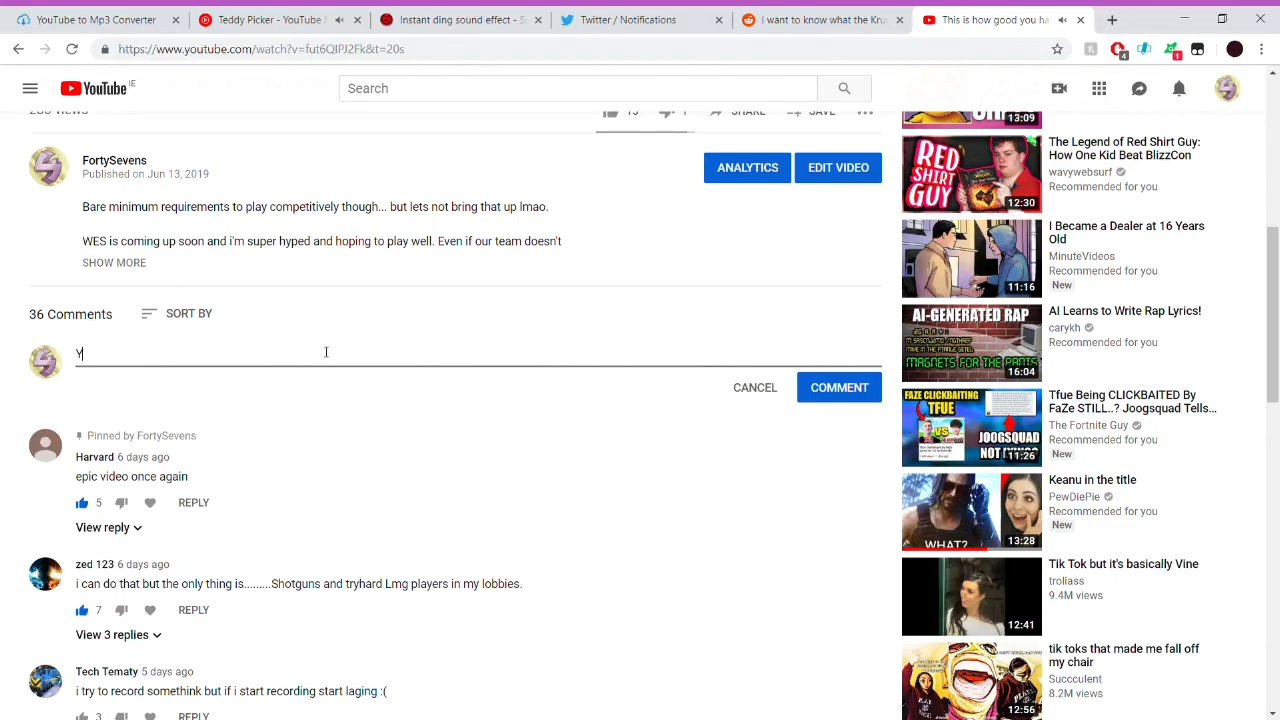 YouTube to Mp3 Converter
Teddy Picker - YouTube M
Instant ding sound effect - S
Twitter / Notifications
I want to know what the Krun
This is how good you ha
https://www.youtube.com/watch?v=fut6QlPJ2Fk&t=20s
4
1
YouTube IE
Search
SHARE
SAVE
FortySevens
Published on Jun 13, 2019
ANALYTICS
EDIT VIDEO
Bare minimum requirements to play competitively though... but lets not bring that up lmao.
WES is coming up soon and i'm super hyped and hoping to play well. Even if our team doesn't
SHOW MORE
36 Comments
SORT BY
Y
CANCEL
COMMENT
Pinned by FortySevens
Harvard 6 days ago
epic video once again
5 REPLY
View reply
zed 123 6 days ago
i can do that but the only thing is.........Shotguns and tryhard Lmg players in my lobbies.
7 REPLY
View 3 replies
Tech Tematy 5 days ago
i try to record somethink but if i start recording start laging :(
3 REPLY
13:09
RED
SHIRT
GUY
12:30
The Legend of Red Shirt Guy:
How One Kid Beat BlizzCon
wavywebsurf
Recommended for you
11:16
I Became a Dealer at 16 Years
Old
MinuteVideos
Recommended for you
New
AI-GENERATED RAP
MAGNETS FOR THE PANTS
16:04
AI Learns to Write Rap Lyrics!
carykh
Recommended for you
FAZE CLICKBAITING
TFUE
VS
JOOGSQUAD
NOT
11:26
Tfue Being CLICKBAITED By
FaZe STILL..? Joogsquad Tells...
The Fortnite Guy
Recommended for you
New
WHAT?
13:28
Keanu in the title
PewDiePie
Recommended for you
New
12:41
Tik Tok but it's basically Vine
troliass
9.4M views
12:56
tik toks that made me fall off
my chair
Succculent
8.2M views